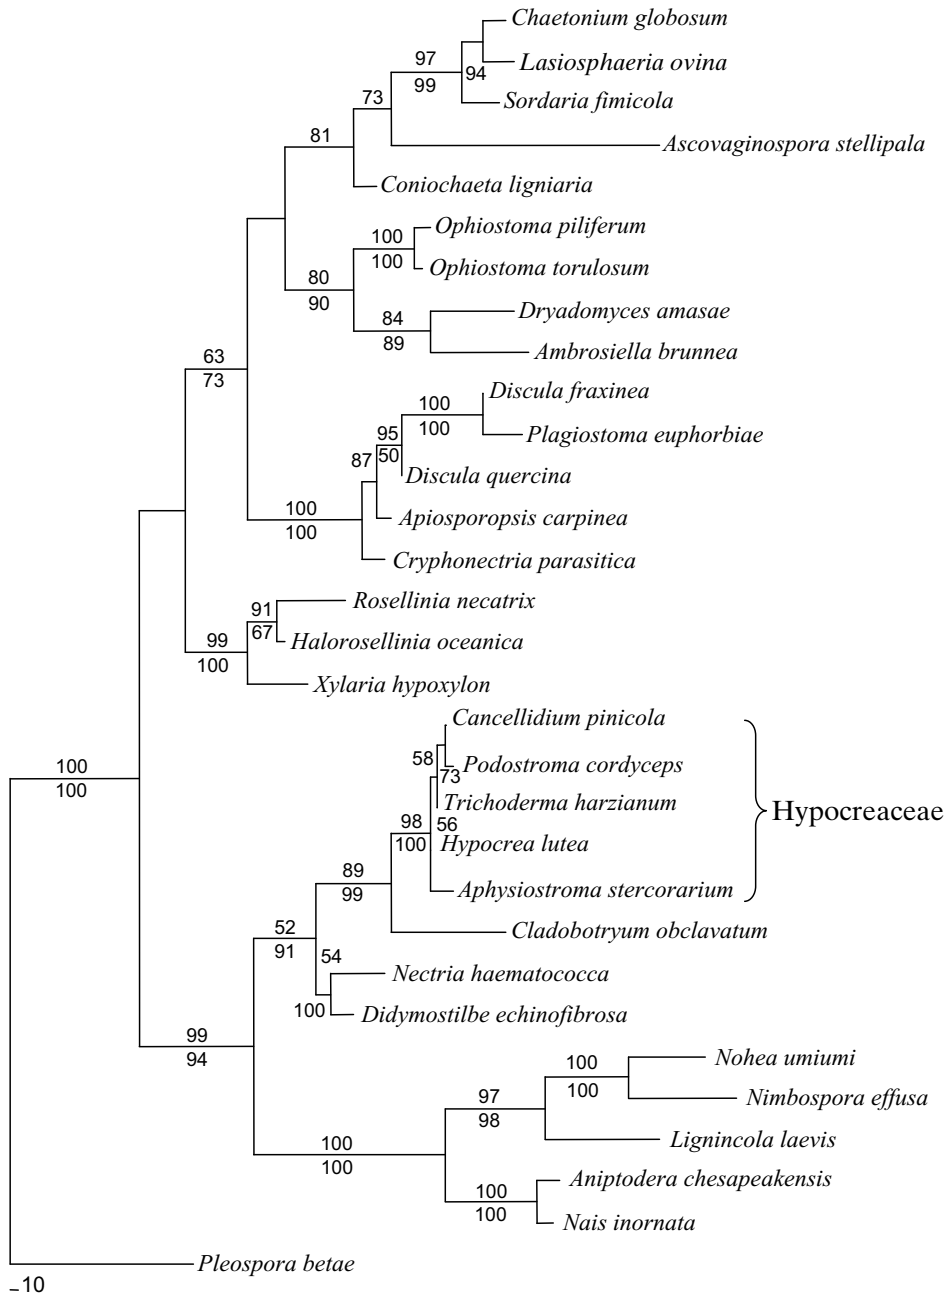 Chaetonium globosum
97
94
Lasiosphaeria ovina
99
73
Sordaria fimicola
81
Ascovaginospora stellipala
Coniochaeta ligniaria
100
Ophiostoma piliferum
100
Ophiostoma torulosum
80
90
84
Dryadomyces amasae
89
Ambrosiella brunnea
63
73
Discula fraxinea
100
100
Plagiostoma euphorbiae
95
50
87
Discula quercina
100
100
Apiosporopsis carpinea
Cryphonectria parasitica
91
Rosellinia necatrix
67
Halorosellinia oceanica
99
100
Xylaria hypoxylon
Cancellidium pinicola
58
73
Podostroma cordyceps
100
100
Trichoderma harzianum
Hypocreaceae
98
56
100
Hypocrea lutea
89
99
Aphysiostroma stercorarium
52
91
Cladobotryum obclavatum
54
Nectria haematococca
100
Didymostilbe echinofibrosa
99
94
Nohea umiumi
100
100
Nimbospora effusa
97
98
Lignincola laevis
100
100
Aniptodera chesapeakensis
100
100
Nais inornata
Pleospora betae
10